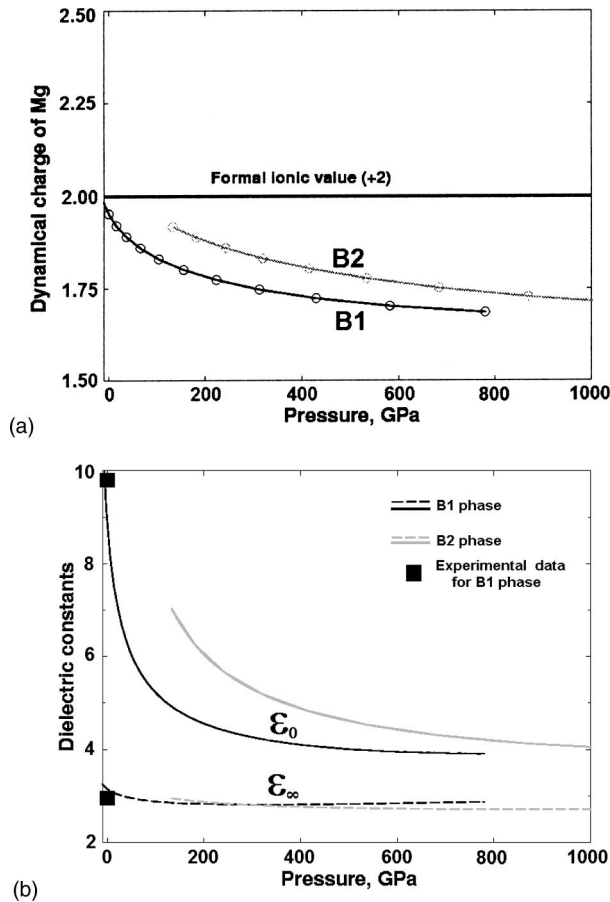 2.50
2.25
2.00
1.75
1.50
Dynamical charge of Mg
Formal ionic value (+2)
B2
B1
200
400
600
800
1000
Pressure, GPa
(a)
10
8
6
4
2
Dielectric constants
B1 phase
B2 phase
Experimental data
for B1 phase
ε₀
ε∞
0
200
400
600
800
1000
Pressure, GPa
(b)